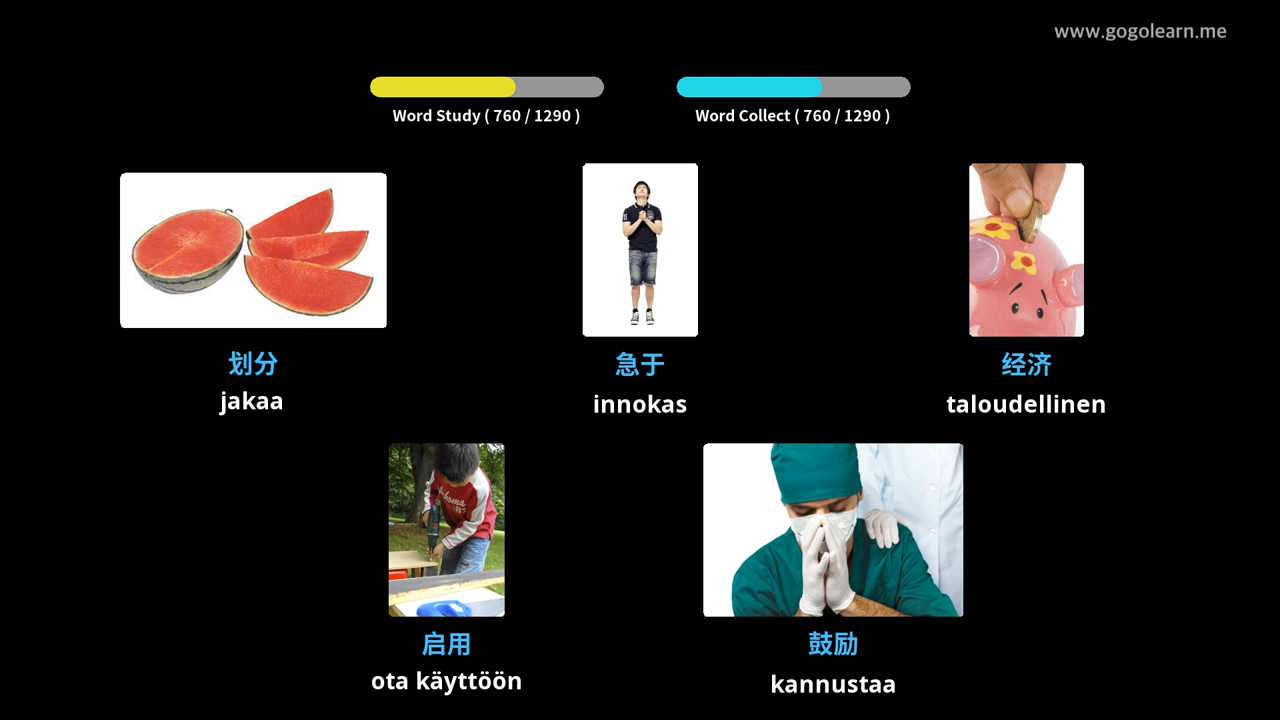 www.gogolearn.me
Word Study ( 760 / 1290 )
Word Collect ( 760 / 1290 )
划分
jakaa
急于
innokas
经济
taloudellinen
启用
ota käyttöön
鼓励
kannustaa